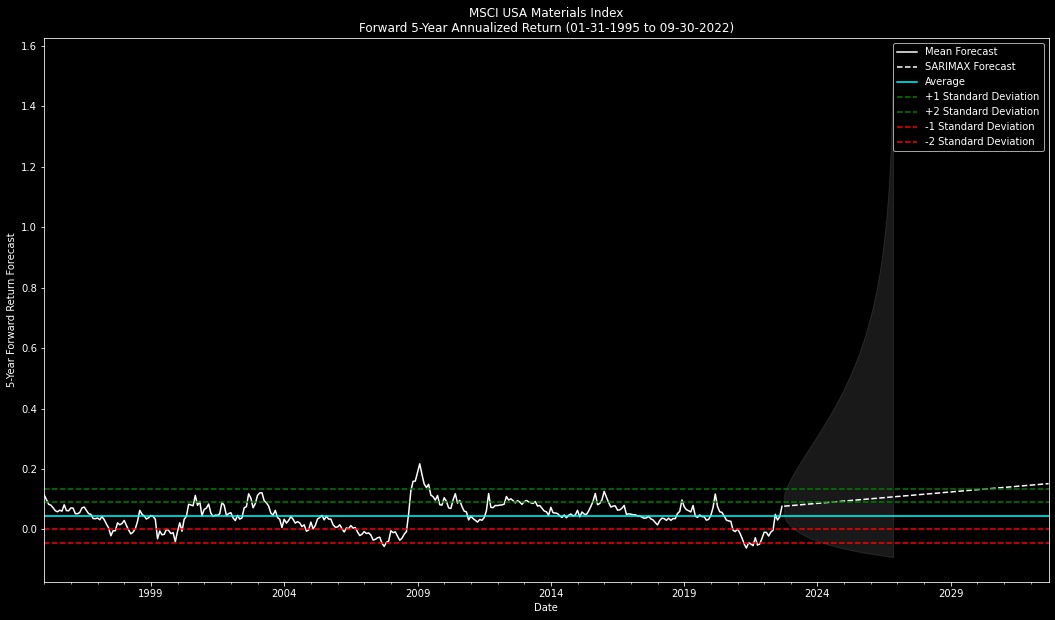 MSCI USA Materials Index
Forward 5-Year Annualized Return (01-31-1995 to 09-30-2022)
Mean Forecast
SARIMAX Forecast
Average
+1 Standard Deviation
+2 Standard Deviation
-1 Standard Deviation
-2 Standard Deviation
5-Year Forward Return Forecast
1.6
1.4
1.2
1.0
0.8
0.6
0.4
0.2
0.0
1999
2004
2009
2014
2019
2024
2029
Date